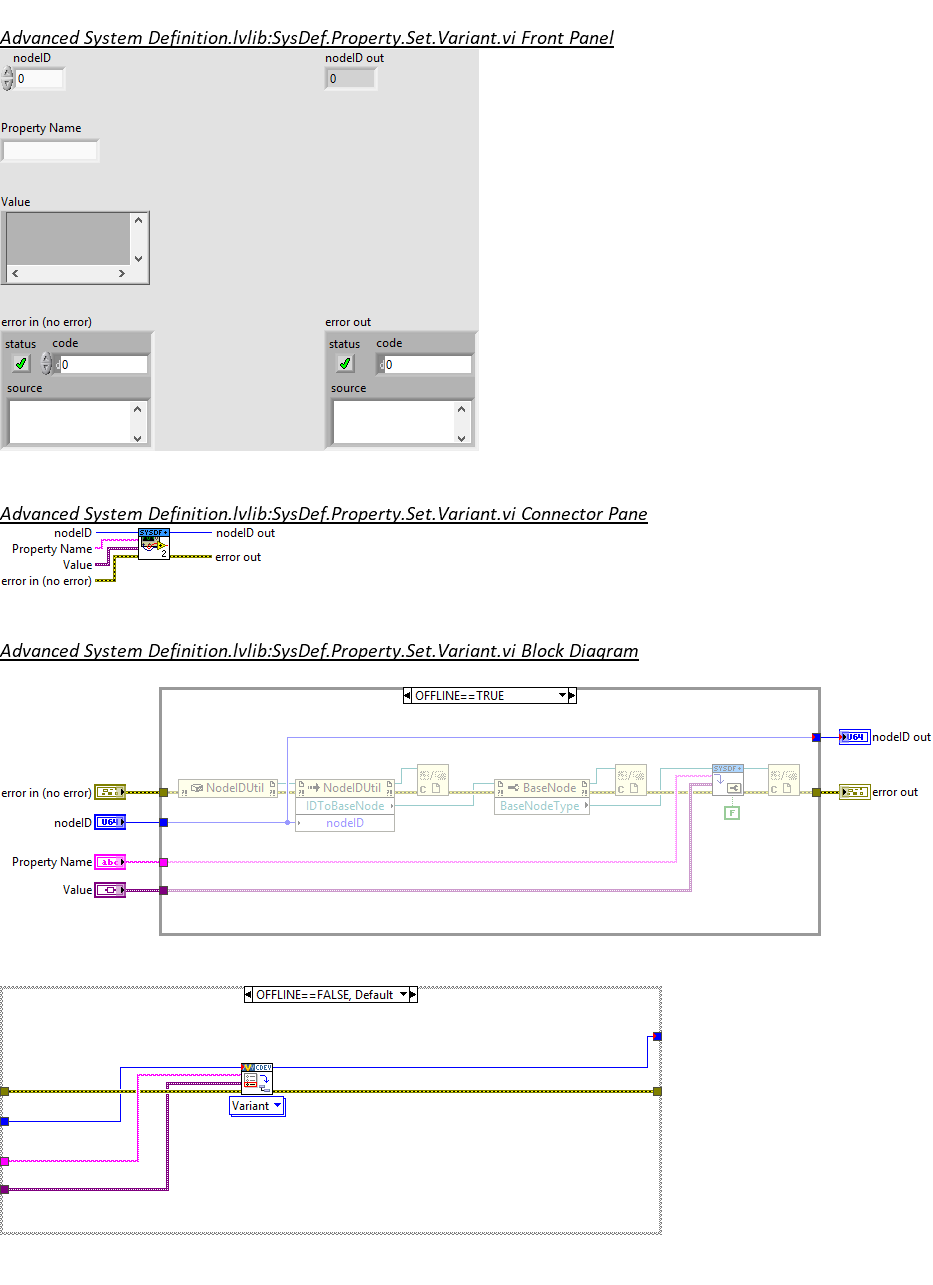 Advanced System Definition.lvlib:SysDef.Property.Set.Variant.vi Front Panel
nodeID
nodeID out
0
0
Property Name
Value
error in (no error)
error out
status code
status code
0
0
source
source
Advanced System Definition.lvlib:SysDef.Property.Set.Variant.vi Connector Pane
nodeID
SYSDF+
nodeID out
Property Name
2
error out
Value
error in (no error)
Advanced System Definition.lvlib:SysDef.Property.Set.Variant.vi Block Diagram
OFFLINE==TRUE
U64
nodeID out
SYSDF+
error in (no error)
NodeIDUtil
NodeIDUtil
BaseNode
error out
IDToBaseNode
BaseNodeType
nodeID
U64
nodeID
F
Property Name
abc
Value
OFFLINE==FALSE, Default
CDEV
Variant